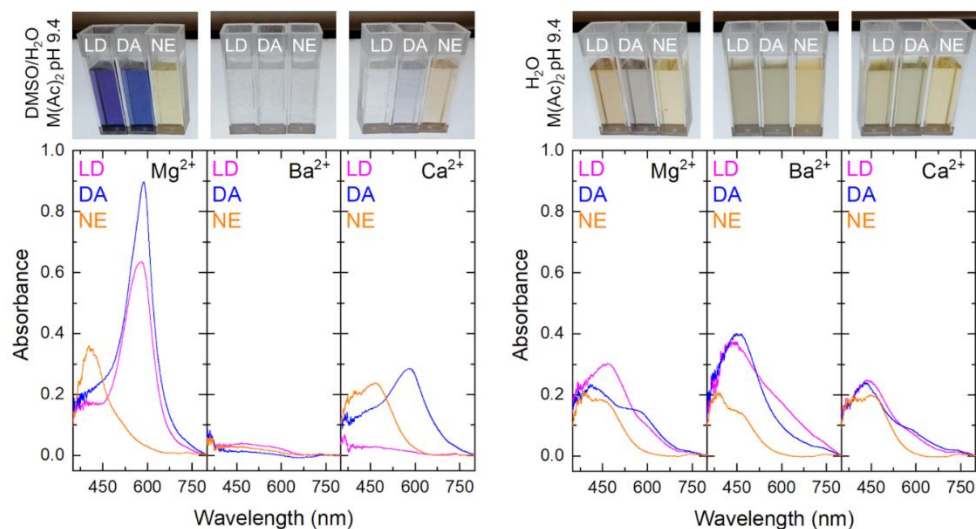 DMSO/H₂O
M(Ac)₂ pH 9.4
LD DA NE
LD DA NE
LD DA NE
H₂O
M(Ac)₂ pH 9.4
LD DA NE
LD DA NE
LD DA NE
Absorbance
1.0
0.8
0.6
0.4
0.2
0.0
LD Mg²⁺
DA
NE
LD Ba²⁺
DA
NE
LD Ca²⁺
DA
NE
450 600 750 450 600 750 450 600 750
Wavelength (nm)
Absorbance
1.0
0.8
0.6
0.4
0.2
0.0
LD Mg²⁺
DA
NE
LD Ba²⁺
DA
NE
LD Ca²⁺
DA
NE
450 600 750 450 600 750 450 600 750
Wavelength (nm)